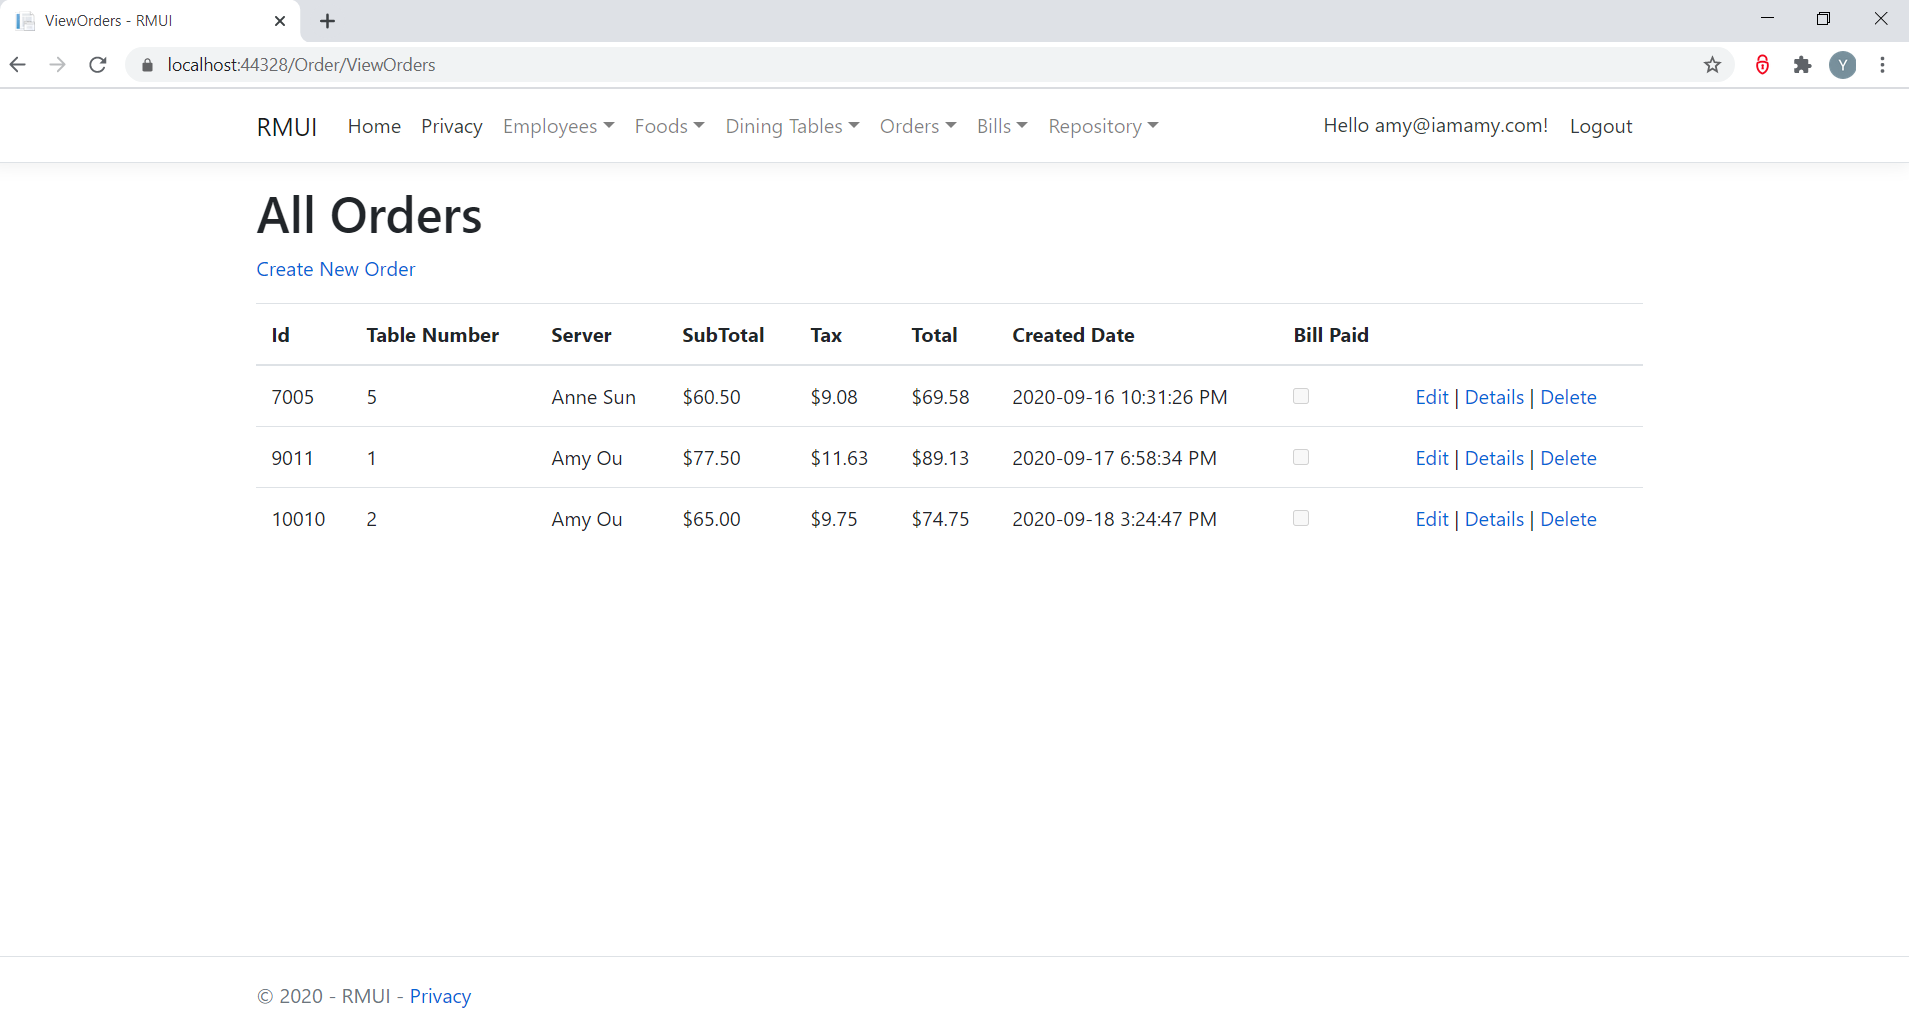 ViewOrders - RMUI
localhost:44328/Order/ViewOrders
Y
RMUI Home Privacy Employees Foods Dining Tables Orders Bills Repository Hello amy@iamamy.com! Logout
All Orders
Create New Order
Id Table Number Server SubTotal Tax Total Created Date Bill Paid
7005 5 Anne Sun $60.50 $9.08 $69.58 2020-09-16 10:31:26 PM Edit | Details | Delete
9011 1 Amy Ou $77.50 $11.63 $89.13 2020-09-17 6:58:34 PM Edit | Details | Delete
10010 2 Amy Ou $65.00 $9.75 $74.75 2020-09-18 3:24:47 PM Edit | Details | Delete
© 2020 - RMUI - Privacy